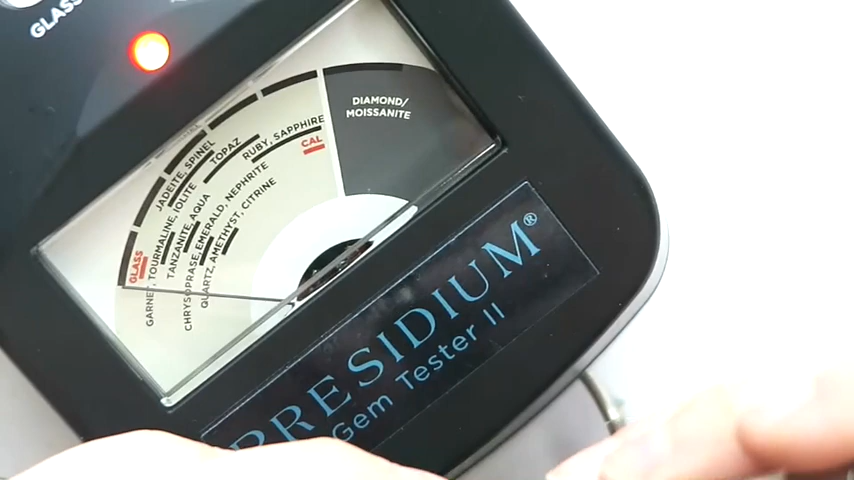 GLASS
DIAMOND/
MOISSANITE
JADEITE, SPINEL
TOPAZ
RUBY, SAPPHIRE
CAL
GLASS
TOURMALINE, IOLITE
TANZANITE, AQUA
CHRYSOPRASE, EMERALD, NEPHRITE
QUARTZ, AMETHYST, CITRINE
PRESIDIUM®
Gem Tester II